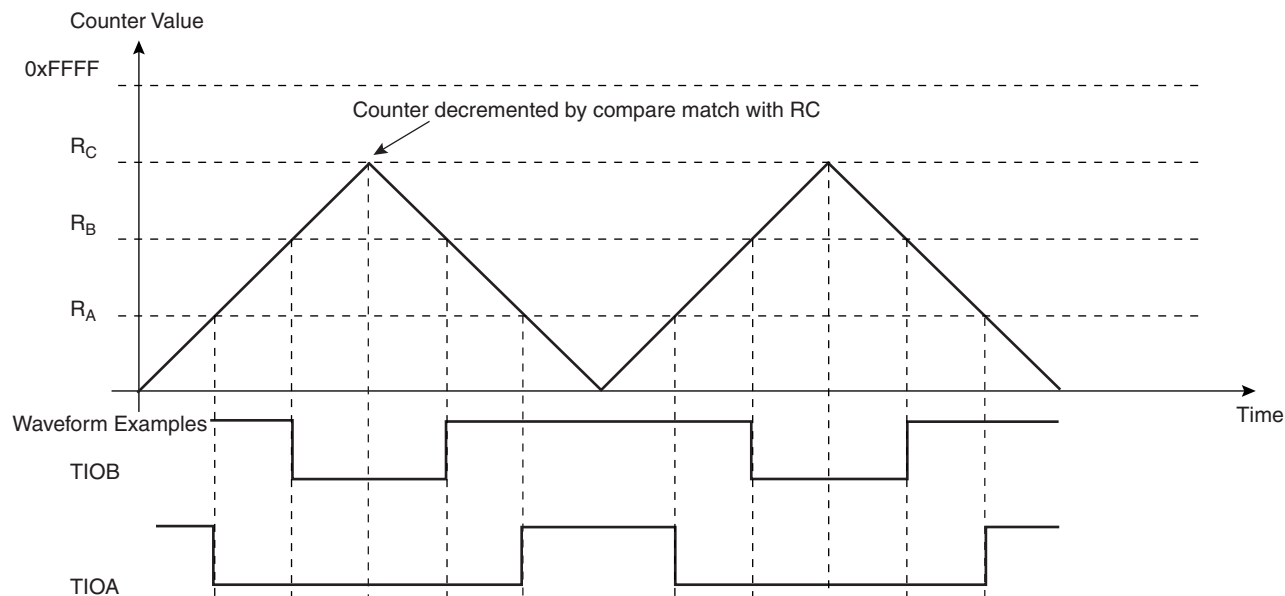 Counter Value
0xFFFF
Counter decremented by compare match with RC
RC
RB
RA
Time
Waveform Examples
TIOB
TIOA